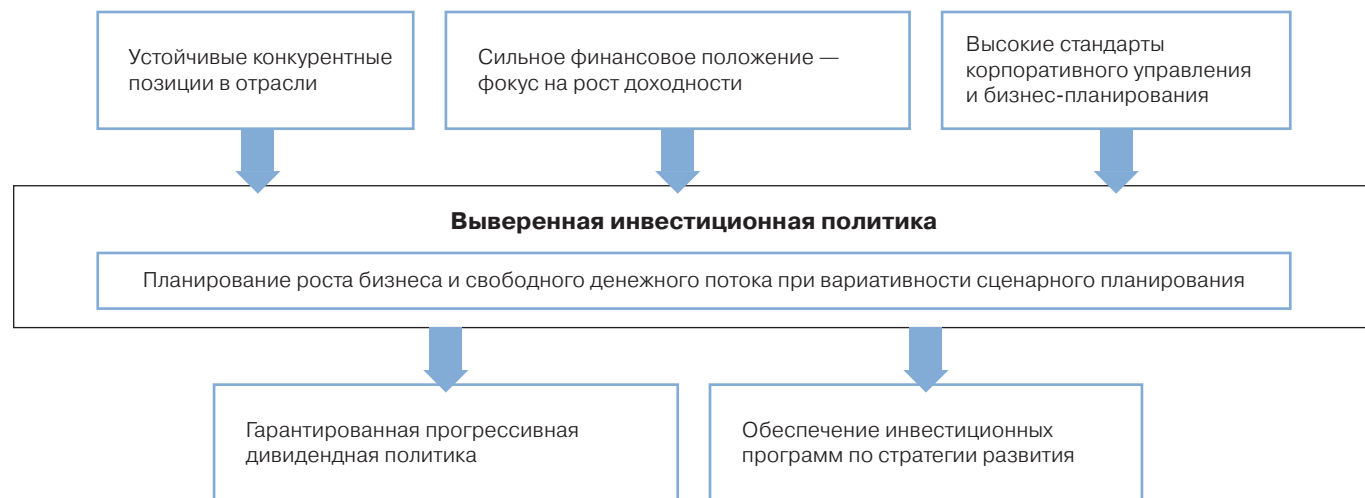 Устойчивые конкурентные
позиции в отрасли
Сильное финансовое положение —
фокус на рост доходности
Высокие стандарты
корпоративного управления
и бизнес-планирования
Выверенная инвестиционная политика
Планирование роста бизнеса и свободного денежного потока при вариативности сценарного планирования
Гарантированная прогрессивная
дивидендная политика
Обеспечение инвестиционных
программ по стратегии развития